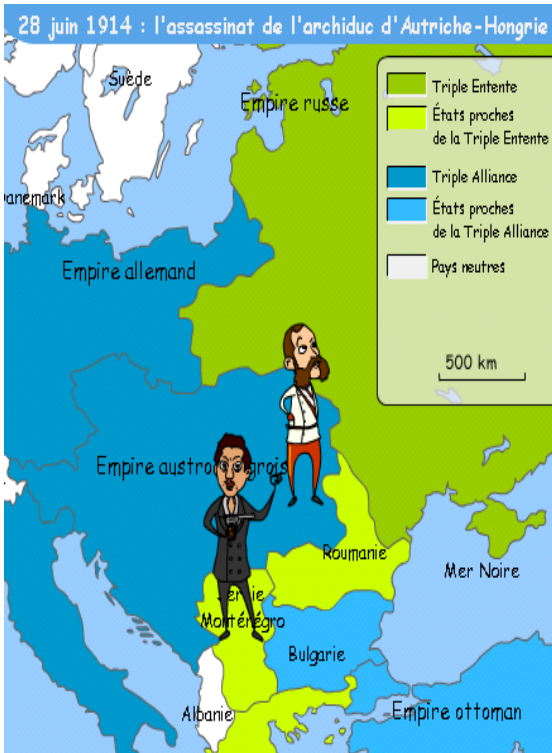 28 juin 1914 : l'assassinat de l'archiduc d'Autriche-Hongrie
Suède
Empire russe
Triple Entente
États proches
de la Triple Entente
Triple Alliance
États proches
de la Triple Alliance
Pays neutres
500 km
Danemark
Empire allemand
Empire austro-hongrois
Roumanie
Mer Noire
Serbie
Monténégro
Bulgarie
Albanie
Empire ottoman